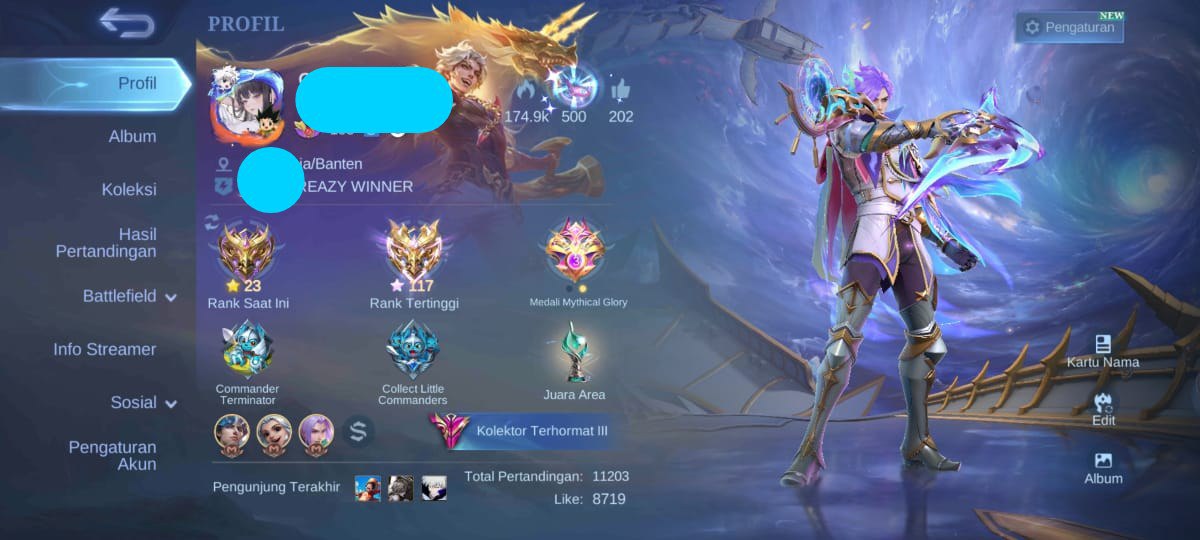 PROFIL
NEW
Pengaturan
Profil
174.9k 500 202
Album
ia/Banten
REAZY WINNER
Koleksi
Hasil
Pertandingan
23
117
3
Rank Saat Ini
Rank Tertinggi
Medali Mythical Glory
Battlefield
Info Streamer
Commander
Terminator
Collect Little
Commanders
Juara Area
Sosial
Kolektor Terhormat III
Pengaturan
Akun
Pengunjung Terakhir
Total Pertandingan: 11203
Like: 8719
Kartu Nama
Edit
Album